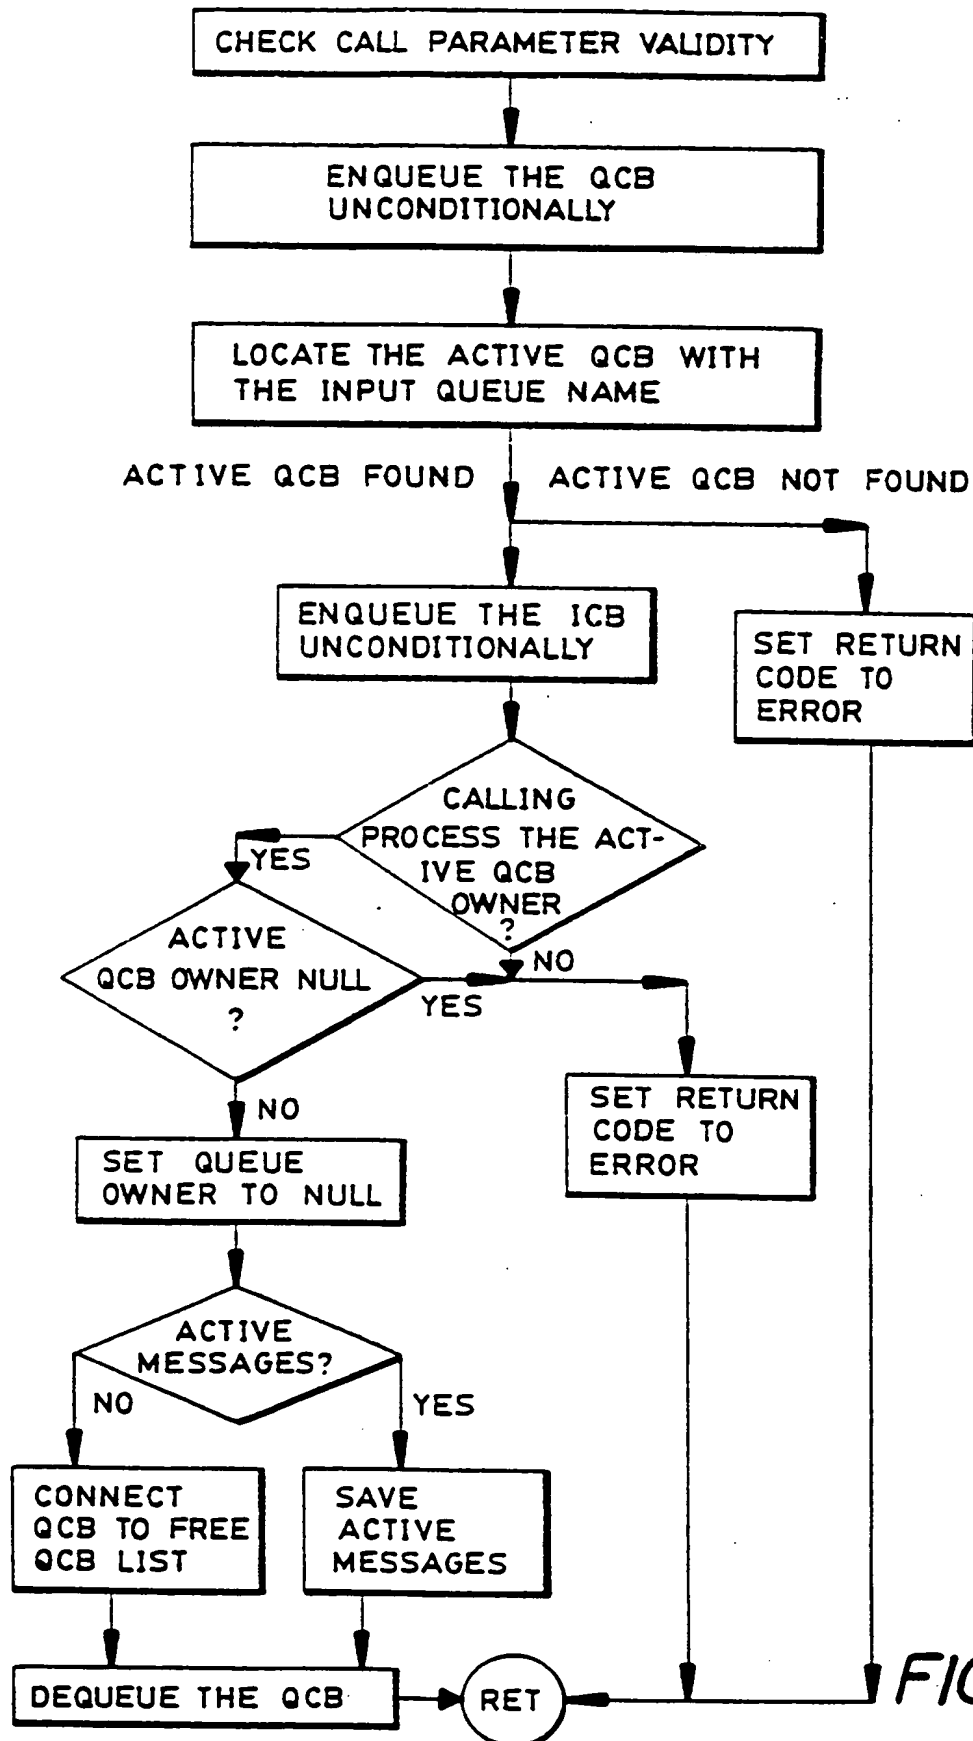 CHECK CALL PARAMETER VALIDITY
ENQUEUE THE QCB
UNCONDITIONALLY
LOCATE THE ACTIVE QCB WITH
THE INPUT QUEUE NAME
ACTIVE QCB FOUND
ACTIVE QCB NOT FOUND
ENQUEUE THE ICB
UNCONDITIONALLY
SET RETURN
CODE TO
ERROR
CALLING
PROCESS THE ACT-
IVE QCB
OWNER
?
YES
NO
ACTIVE
QCB OWNER NULL
?
YES
NO
SET RETURN
CODE TO
ERROR
SET QUEUE
OWNER TO NULL
ACTIVE
MESSAGES?
NO
YES
CONNECT
QCB TO FREE
QCB LIST
SAVE
ACTIVE
MESSAGES
DEQUEUE THE QCB
RET